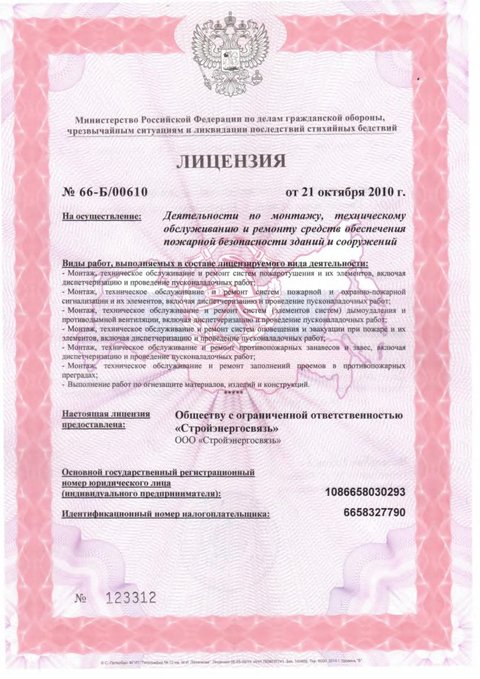 Министерство Российской Федерации по делам гражданской обороны,
чрезвычайным ситуациям и ликвидации последствий стихийных бедствий
ЛИЦЕНЗИЯ
№ 66-Б/00610 от 21 октября 2010 г.
На осуществление: Деятельности по монтажу, техническому
обслуживанию и ремонту средств обеспечения
пожарной безопасности зданий и сооружений
Виды работ, выполняемых в составе лицензируемого вида деятельности:
- Монтаж, техническое обслуживание и ремонт систем пожаротушения и их элементов, включая
диспетчеризацию и проведение пусконаладочных работ;
- Монтаж, техническое обслуживание и ремонт систем пожарной и охранно-пожарной
сигнализации и их элементов, включая диспетчеризацию и проведение пусконаладочных работ;
- Монтаж, техническое обслуживание и ремонт систем (элементов систем) дымоудаления и
противодымной вентиляции, включая диспетчеризацию и проведение пусконаладочных работ;
- Монтаж, техническое обслуживание и ремонт систем оповещения и эвакуации при пожаре и их
элементов, включая диспетчеризацию и проведение пусконаладочных работ;
- Монтаж, техническое обслуживание и ремонт противопожарных занавесов и завес, включая
диспетчеризацию и проведение пусконаладочных работ;
- Монтаж, техническое обслуживание и ремонт заполнений проемов в противопожарных
преградах;
- Выполнение работ по огнезащите материалов, изделий и конструкций.
*****
Настоящая лицензия Обществу с ограниченной ответственностью
предоставлена: «Стройэнергосвязь»
ООО «Стройэнергосвязь»
Основной государственный регистрационный
номер юридического лица
(индивидуального предпринимателя): 1086658030293
Идентификационный номер налогоплательщика: 6658327790
№ 123312